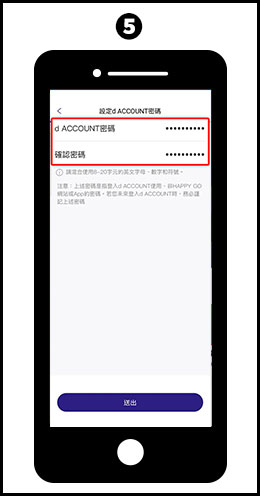 5
設定d ACCOUNT密碼
d ACCOUNT密碼 ••••••••••
確認密碼 ••••••••••
請混合使用8-20字元的英文字母、數字和符號。
注意：上述密碼是指登入d ACCOUNT使用，非HAPPY GO
網站或App的密碼。若您未來登入d ACCOUNT時，務必謹
記上述密碼
送出